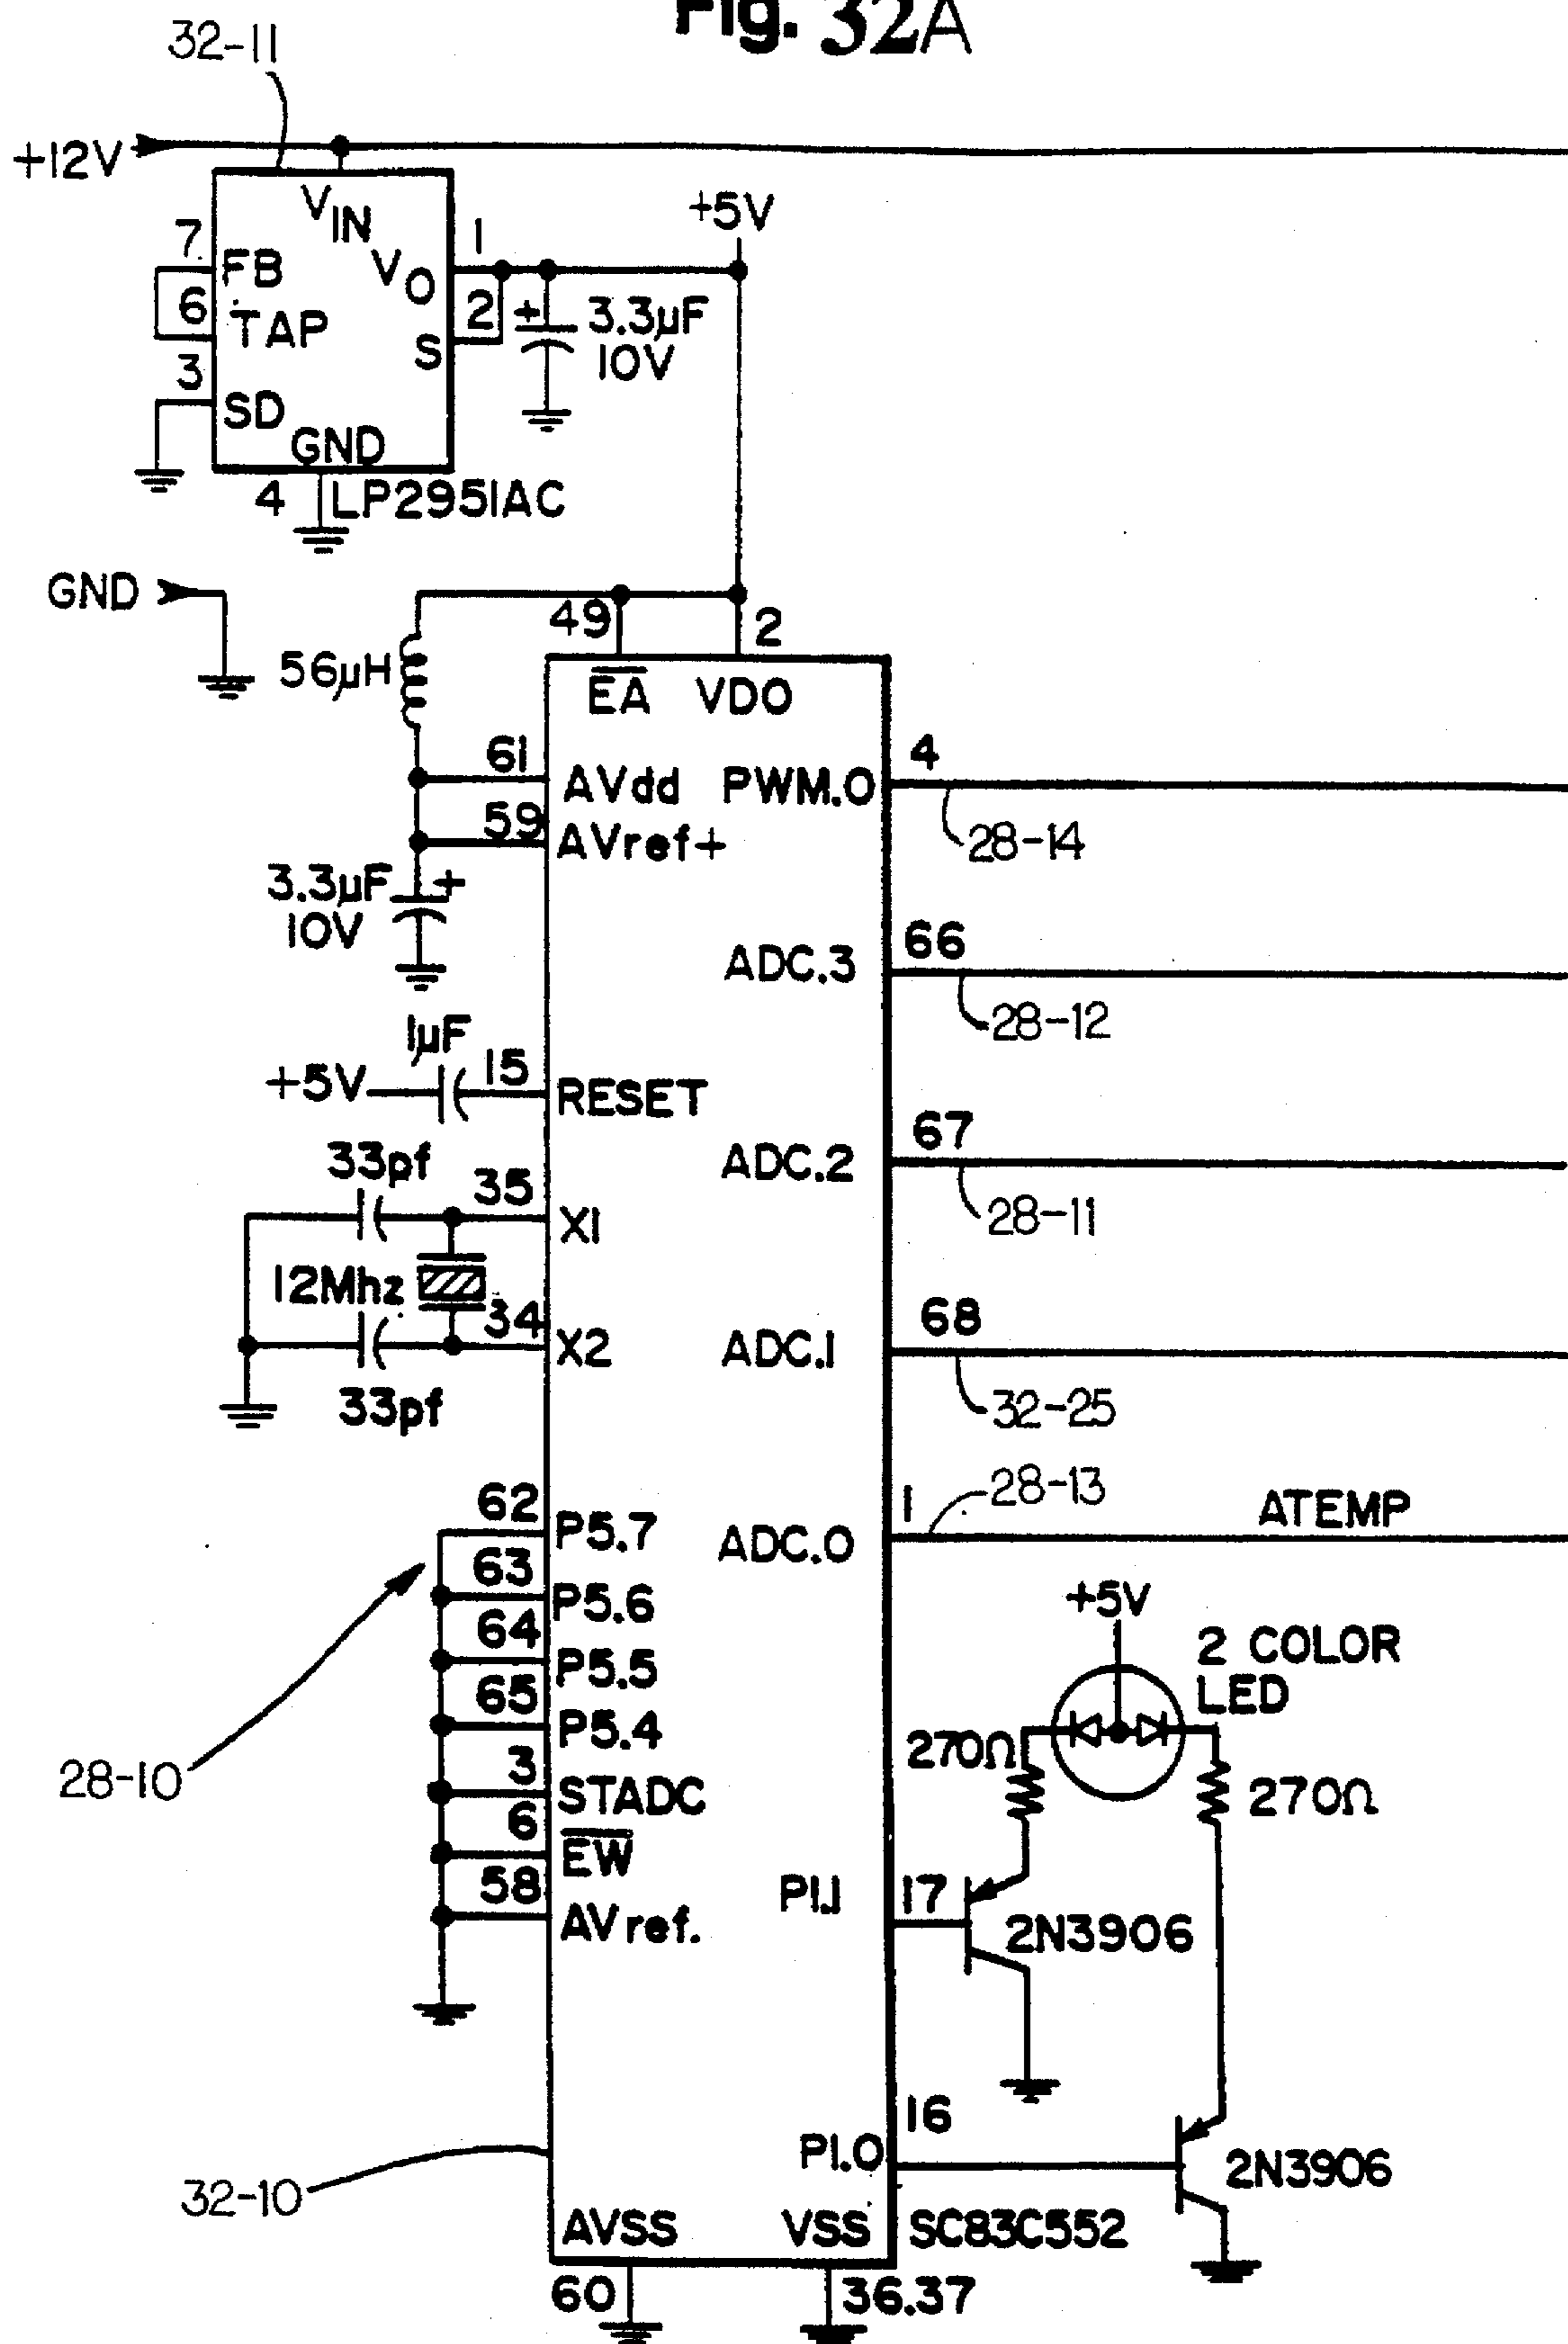 Fig. 32A
32-11
+12V
VIN
+5V
7
FB
VO
1
6
TAP
S
2
+
3.3µF
10V
3
SD
GND
4
LP2951AC
GND
49
2
56µH
EA
VDO
61
AVdd
PWM.0
4
28-14
59
AVref+
3.3µF
+
10V
ADC.3
66
28-12
1µF
+5V
15
RESET
ADC.2
67
28-11
33pf
35
X1
12Mhz
34
X2
33pf
ADC.1
68
32-25
ADC.0
1
28-13
ATEMP
62
P5.7
63
P5.6
64
P5.5
65
P5.4
3
STADC
6
EW
58
AVref.
28-10
+5V
2 COLOR
LED
270Ω
270Ω
P1.1
17
2N3906
P1.0
16
2N3906
32-10
AVSS
VSS
SC83C552
60
36.37